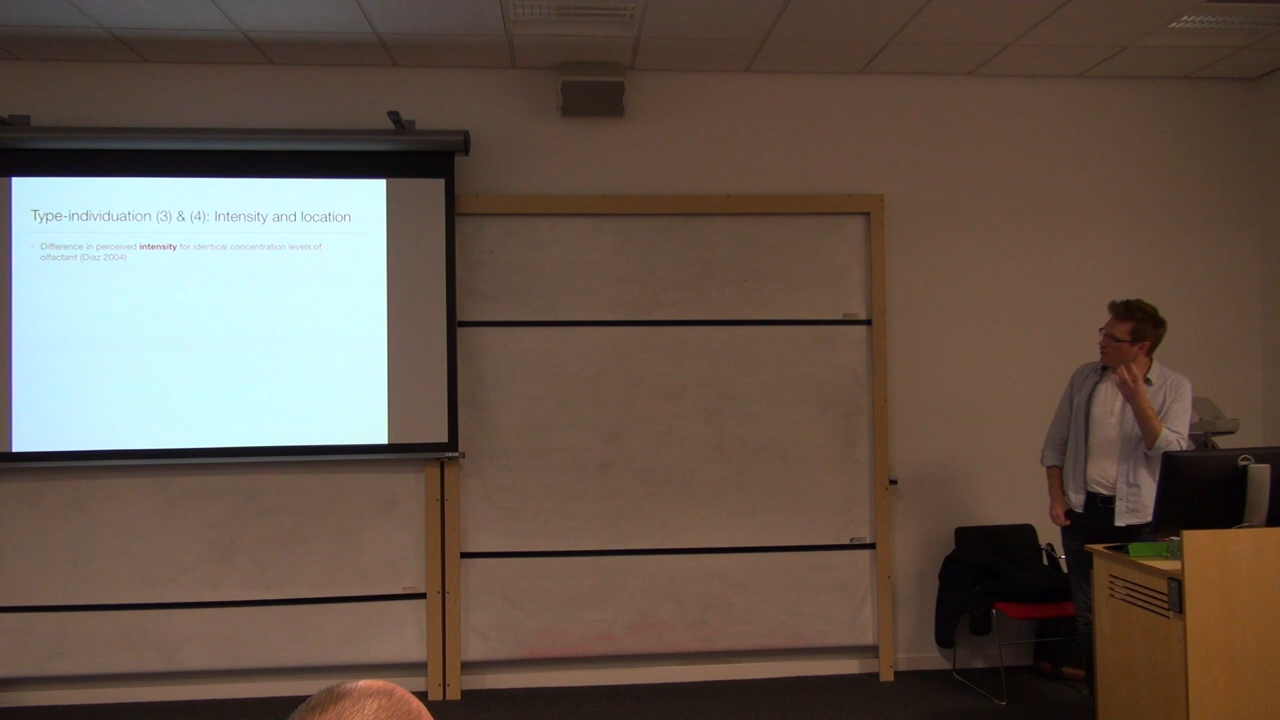 Type-individuation (3) & (4): Intensity and location
Difference in perceived intensity for identical concentration levels of
olfactant (Diaz 2004)